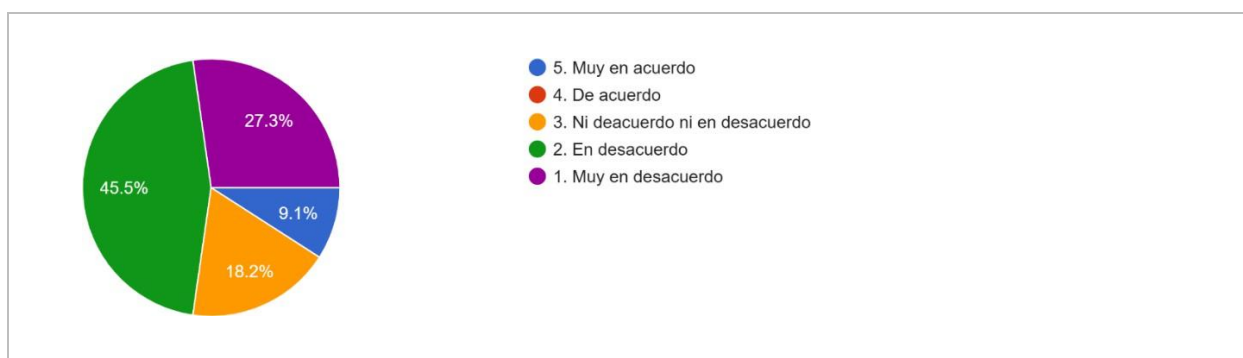 27.3%
45.5%
9.1%
18.2%
5. Muy en acuerdo
4. De acuerdo
3. Ni deacuerdo ni en desacuerdo
2. En desacuerdo
1. Muy en desacuerdo